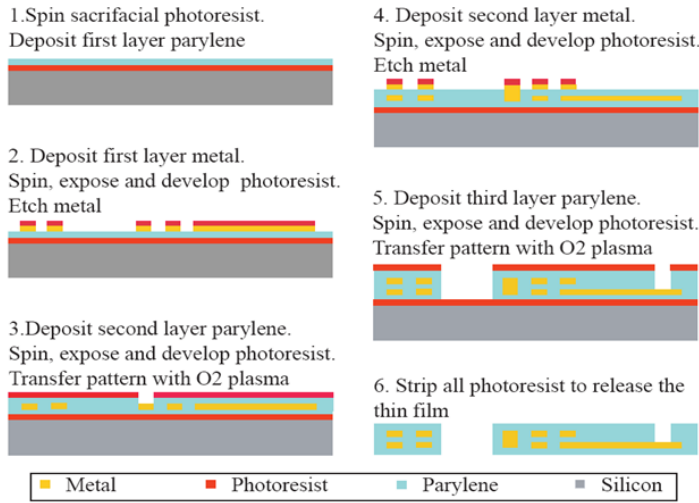 1.Spin sacrifacial photoresist.
Deposit first layer parylene
2. Deposit first layer metal.
Spin, expose and develop photoresist.
Etch metal
3.Deposit second layer parylene.
Spin, expose and develop photoresist.
Transfer pattern with O2 plasma
4. Deposit second layer metal.
Spin, expose and develop photoresist.
Etch metal
5. Deposit third layer parylene.
Spin, expose and develop photoresist.
Transfer pattern with O2 plasma
6. Strip all photoresist to release the
thin film
Metal Photoresist Parylene Silicon